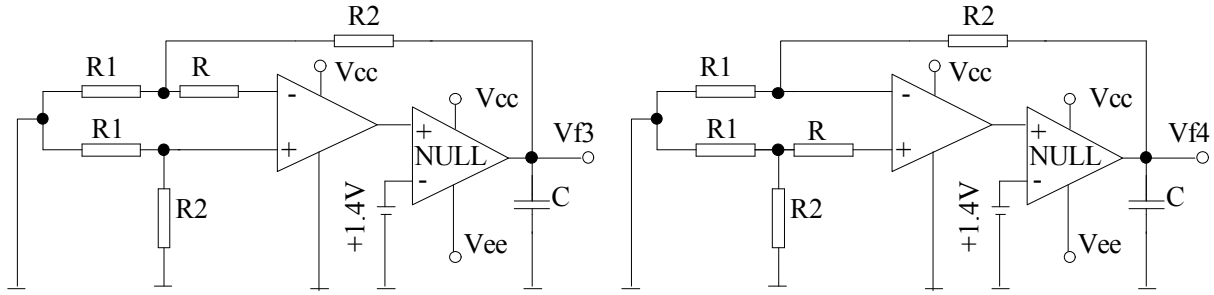 R2
R1
R
Vcc
-
Vcc
R1
+
+
NULL
-
Vf3
R2
+1.4V
C
Vee
R2
R1
Vcc
-
Vcc
R1
R
+
+
NULL
-
Vf4
R2
+1.4V
C
Vee